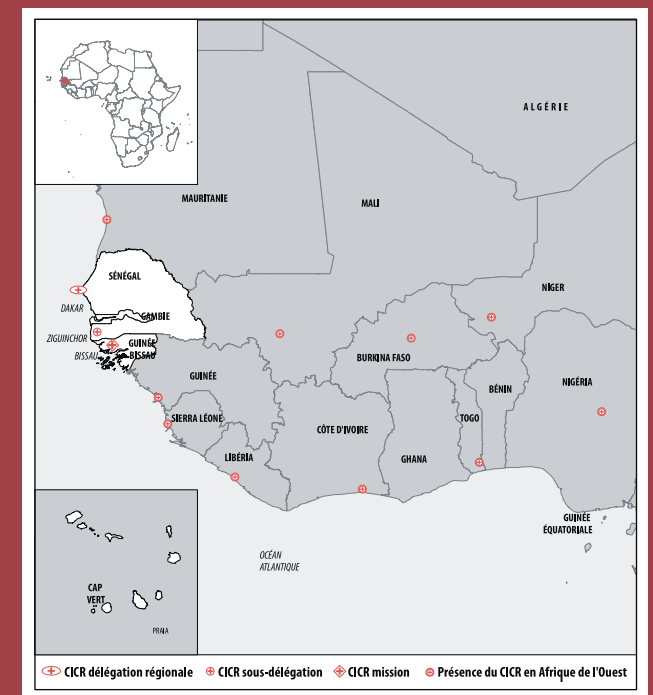 ALGÉRIE
MAURITANIE
MALI
SÉNÉGAL
NIGER
DAKAR
GAMBIE
ZIGUINCHOR
GUINÉE
BISSAU
BISSAU
BURKINA FASO
GUINÉE
BÉNIN
NIGÉRIA
SIERRA LÉONE
TOGO
CÔTE D'IVOIRE
LIBÉRIA
GHANA
GUINÉE
ÉQUATORIALE
OCÉAN
ATLANTIQUE
CAP
VERT
PRAIA
CICR délégation régionale CICR sous-délégation CICR mission Présence du CICR en Afrique de l'Ouest